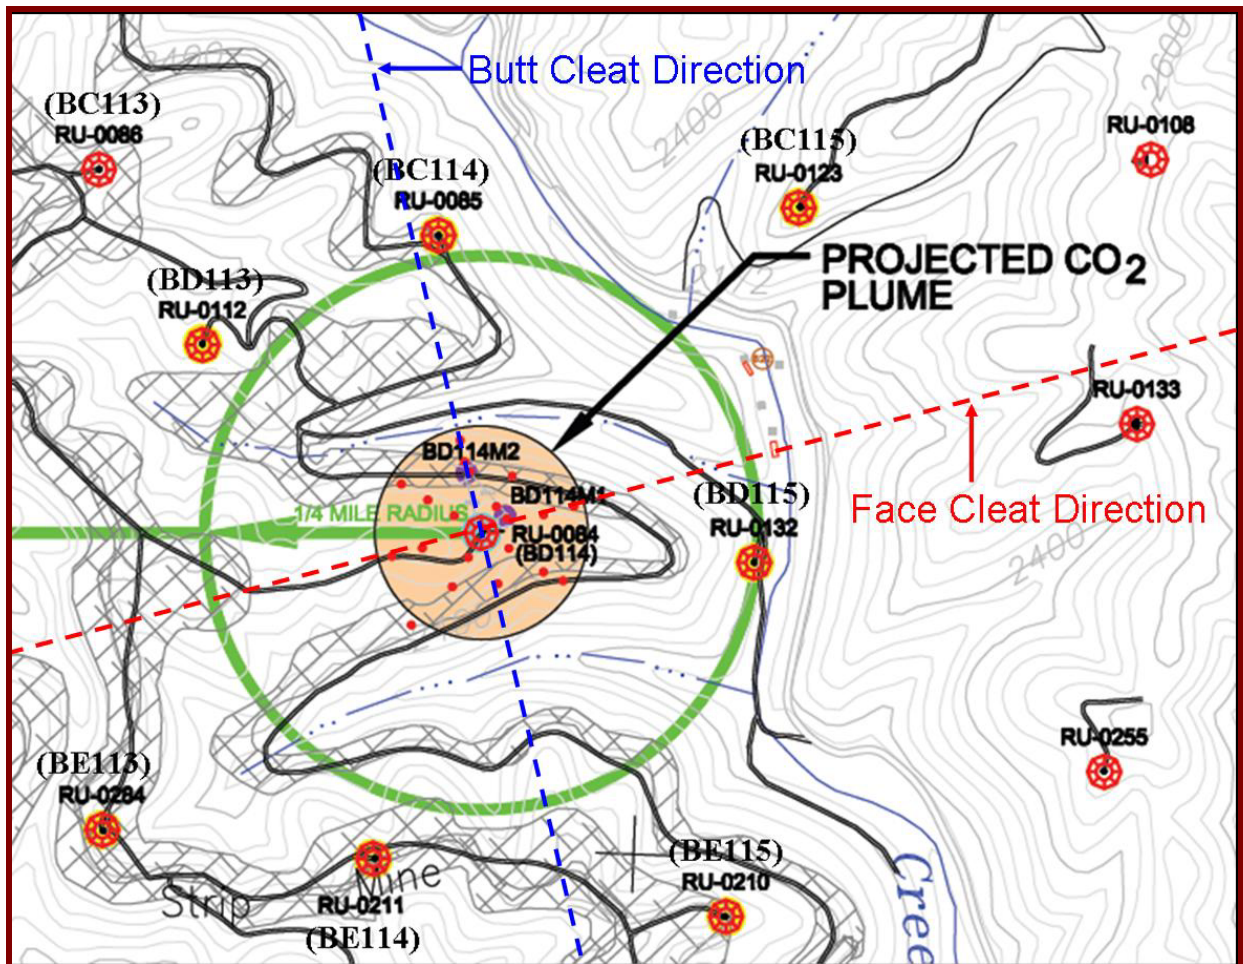 2400
Butt Cleat Direction
2400
2200
(BC113)
RU-0086
(BC114)
RU-0085
(BC115)
RU-0123
RU-0108
(BD113)
RU-0112
PROJECTED CO2
PLUME
RU-0133
BD114M2
BD114M1
1/4 MILE RADIUS
RU-0084
(BD114)
(BD115)
RU-0132
Face Cleat Direction
2400
(BE113)
RU-0284
RU-0255
(BE115)
RU-0210
Strip Mine
RU-0211
(BE114)
Cree